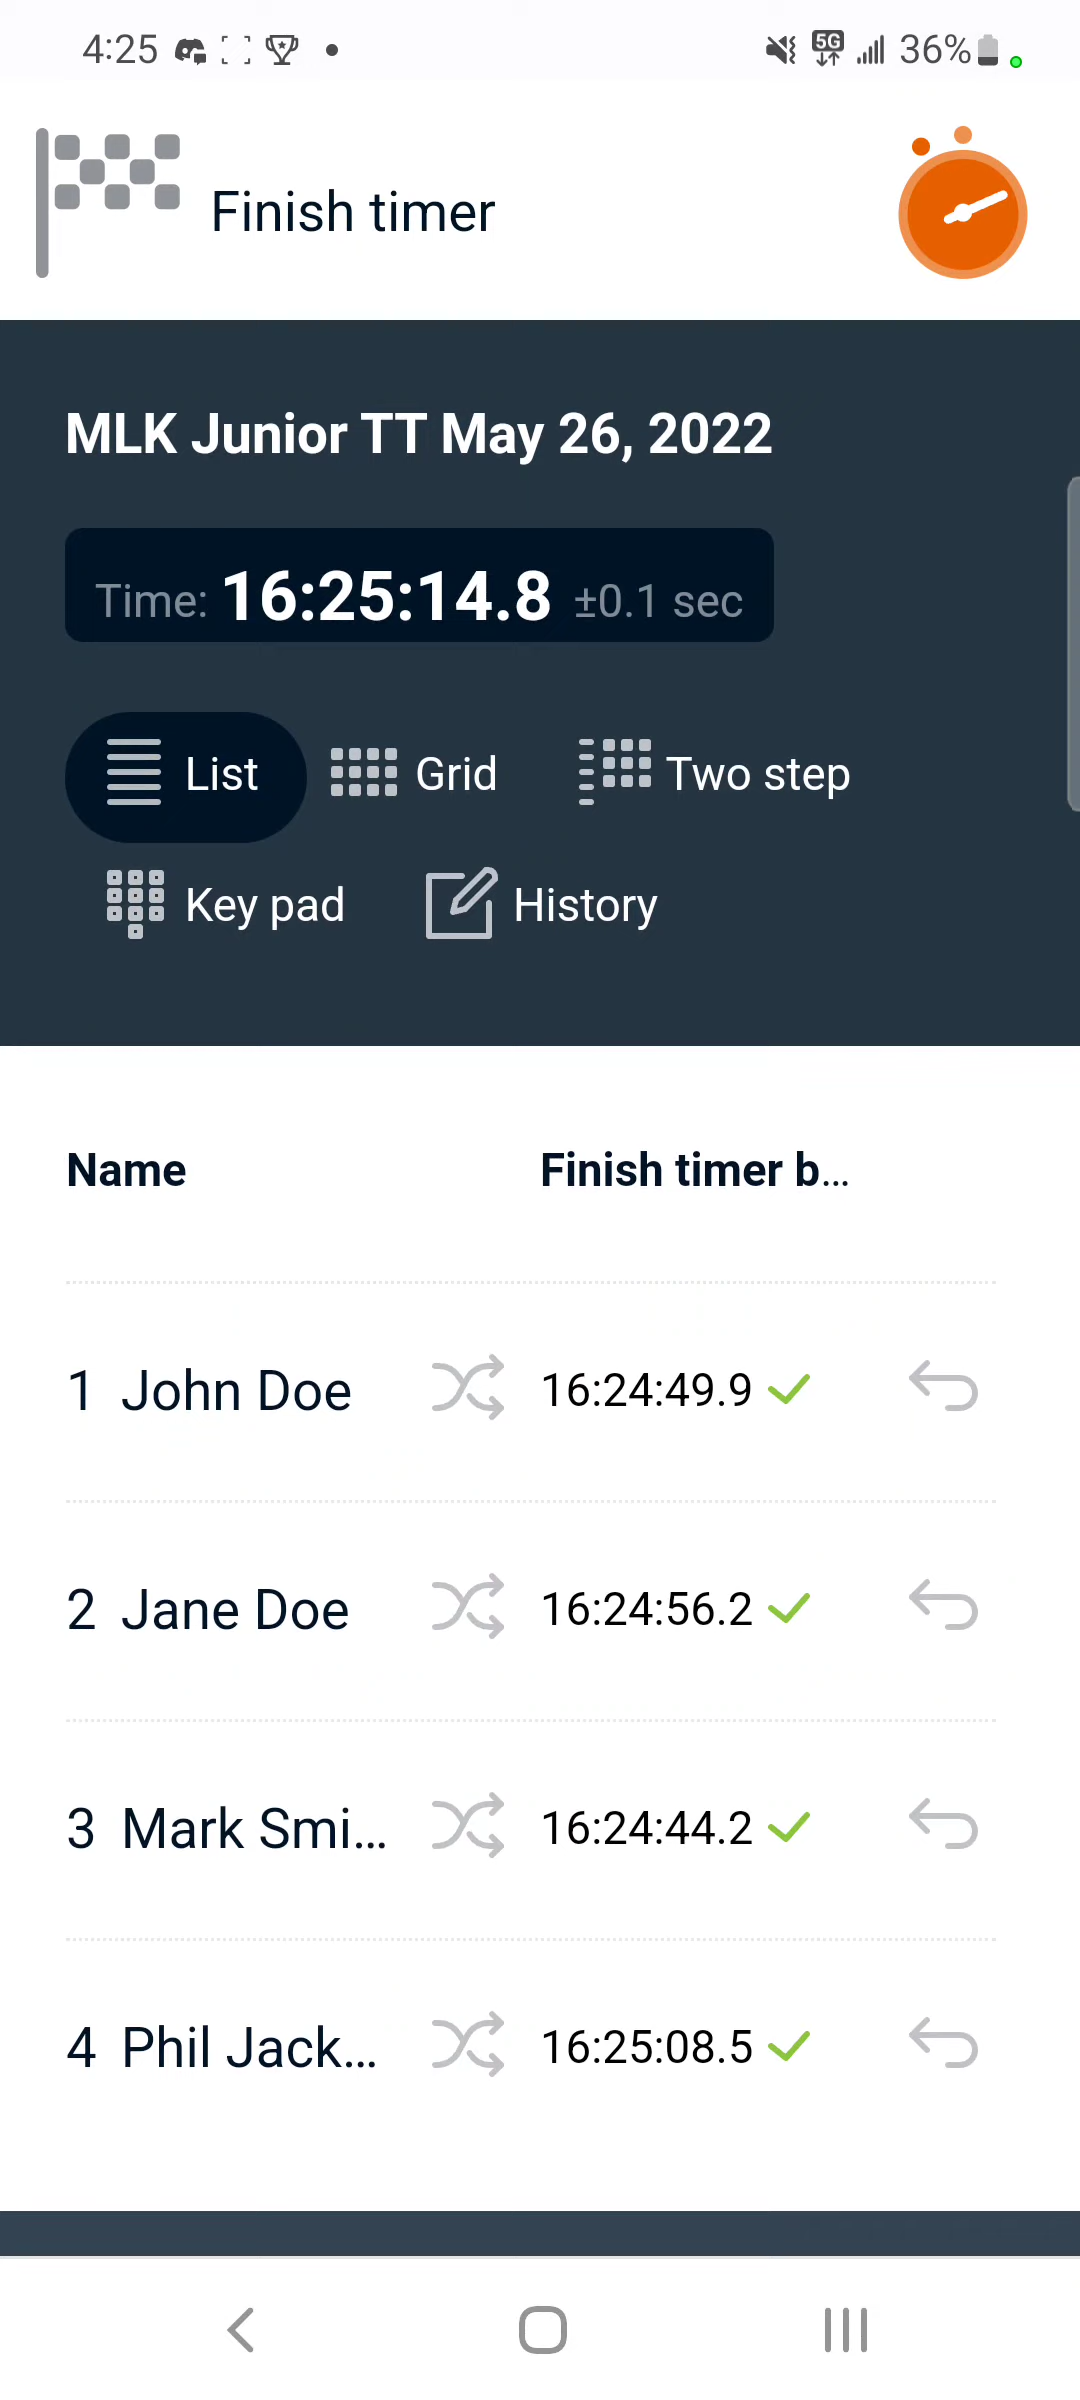 4:25 5G 36%
Finish timer
MLK Junior TT May 26, 2022
Time: 16:25:14.8 ±0.1 sec
List Grid Two step
Key pad History
Name Finish timer b...
1 John Doe 16:24:49.9
2 Jane Doe 16:24:56.2
3 Mark Smi... 16:24:44.2
4 Phil Jack... 16:25:08.5